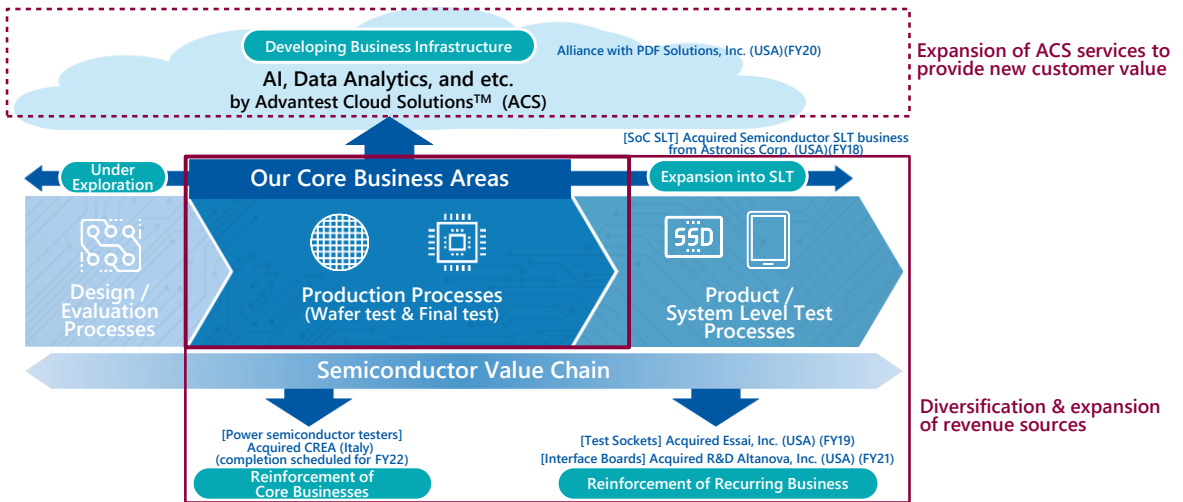 Developing Business Infrastructure
Alliance with PDF Solutions, Inc. (USA)(FY20)
AI, Data Analytics, and etc.
by Advantest Cloud Solutions™ (ACS)
Expansion of ACS services to
provide new customer value
[SoC SLT] Acquired Semiconductor SLT business
from Astronics Corp. (USA)(FY18)
Under
Exploration
Our Core Business Areas
Expansion into SLT
SSD
Design /
Evaluation
Processes
Production Processes
(Wafer test & Final test)
Product /
System Level Test
Processes
Semiconductor Value Chain
Diversification & expansion
of revenue sources
[Power semiconductor testers]
Acquired CREA (Italy)
(completion scheduled for FY22)
Reinforcement of
Core Businesses
[Test Sockets] Acquired Essai, Inc. (USA) (FY19)
[Interface Boards] Acquired R&D Altanova, Inc. (USA) (FY21)
Reinforcement of Recurring Business